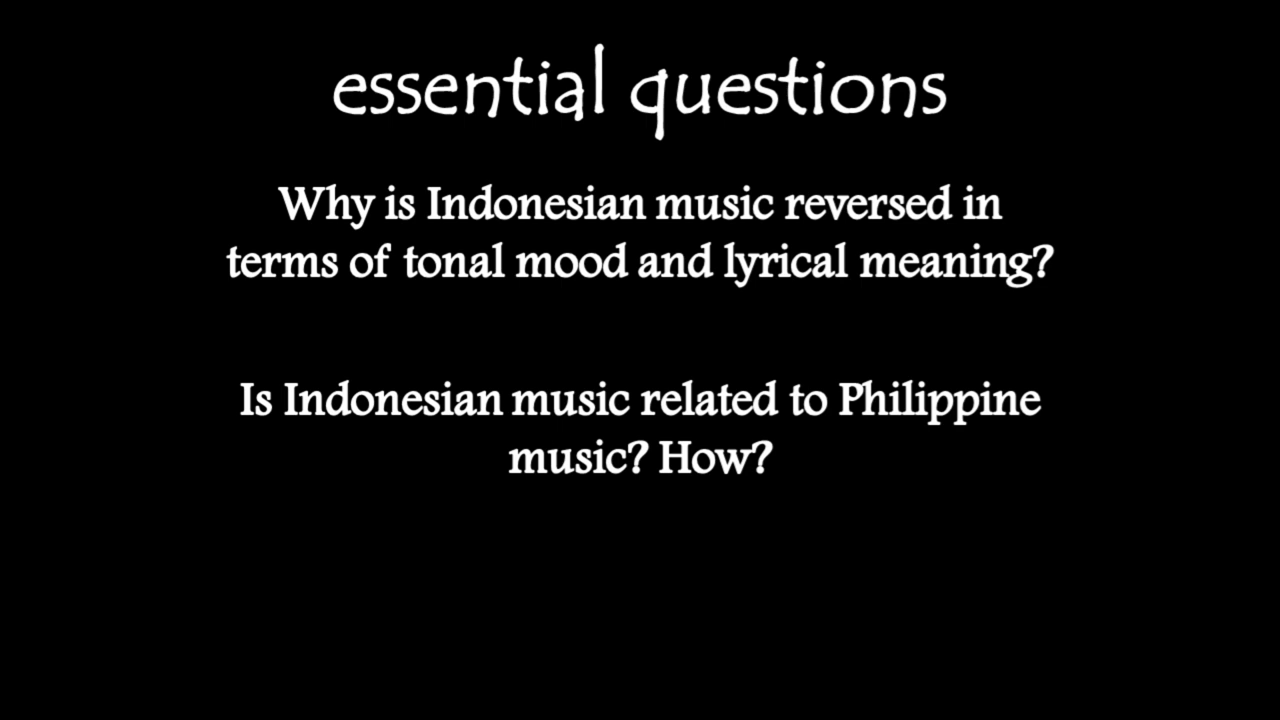 essential questions
Why is Indonesian music reversed in
terms of tonal mood and lyrical meaning?
Is Indonesian music related to Philippine
music? How?